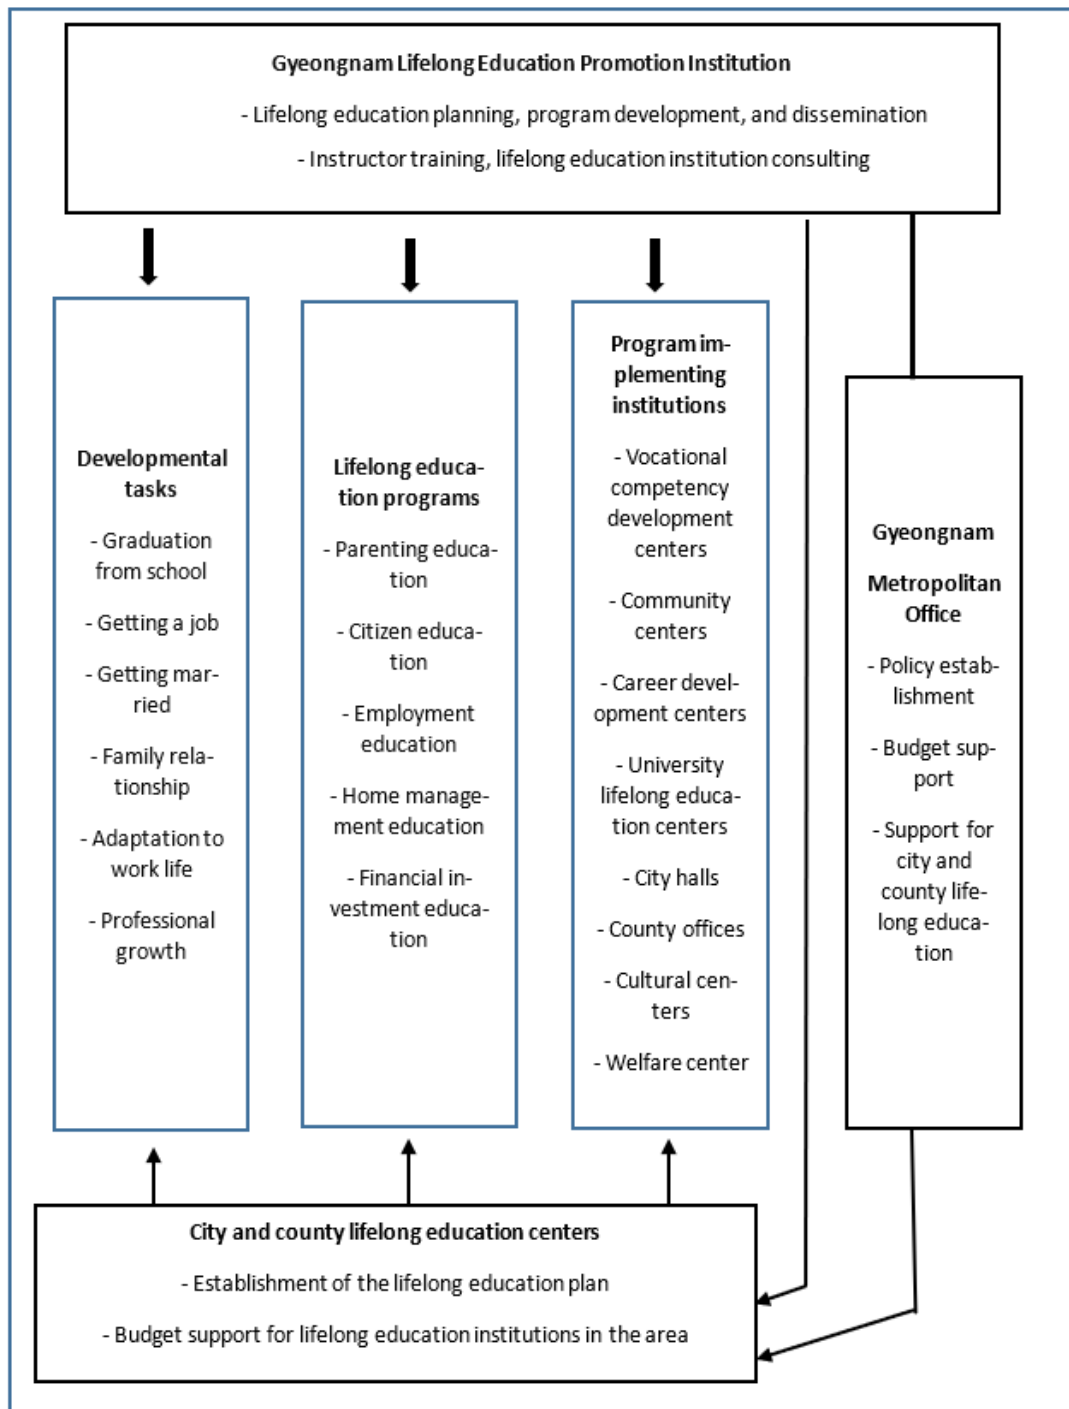 Gyeongnam Lifelong Education Promotion Institution
- Lifelong education planning, program development, and dissemination
- Instructor training, lifelong education institution consulting
Developmental
tasks
- Graduation
from school
- Getting a job
- Getting mar-
ried
- Family rela-
tionship
- Adaptation to
work life
- Professional
growth
Lifelong educa-
tion programs
- Parenting educa-
tion
- Citizen educa-
tion
- Employment
education
- Home manage-
ment education
- Financial in-
vestment educa-
tion
Program im-
plementing
institutions
- Vocational
competency
development
centers
- Community
centers
- Career devel-
opment centers
- University
lifelong educa-
tion centers
- City halls
- County offices
- Cultural cen-
ters
- Welfare center
Gyeongnam
Metropolitan
Office
- Policy estab-
lishment
- Budget sup-
port
- Support for
city and
county life-
long educa-
tion
City and county lifelong education centers
- Establishment of the lifelong education plan
- Budget support for lifelong education institutions in the area